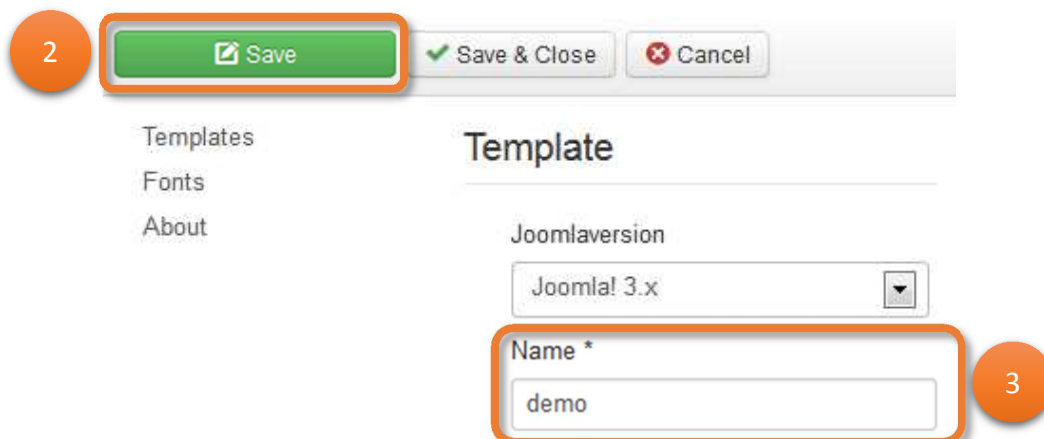 2 Save Save & Close Cancel
Templates
Template
Fonts
About
Joomlaversion
Joomla! 3.x
Name *
demo
3